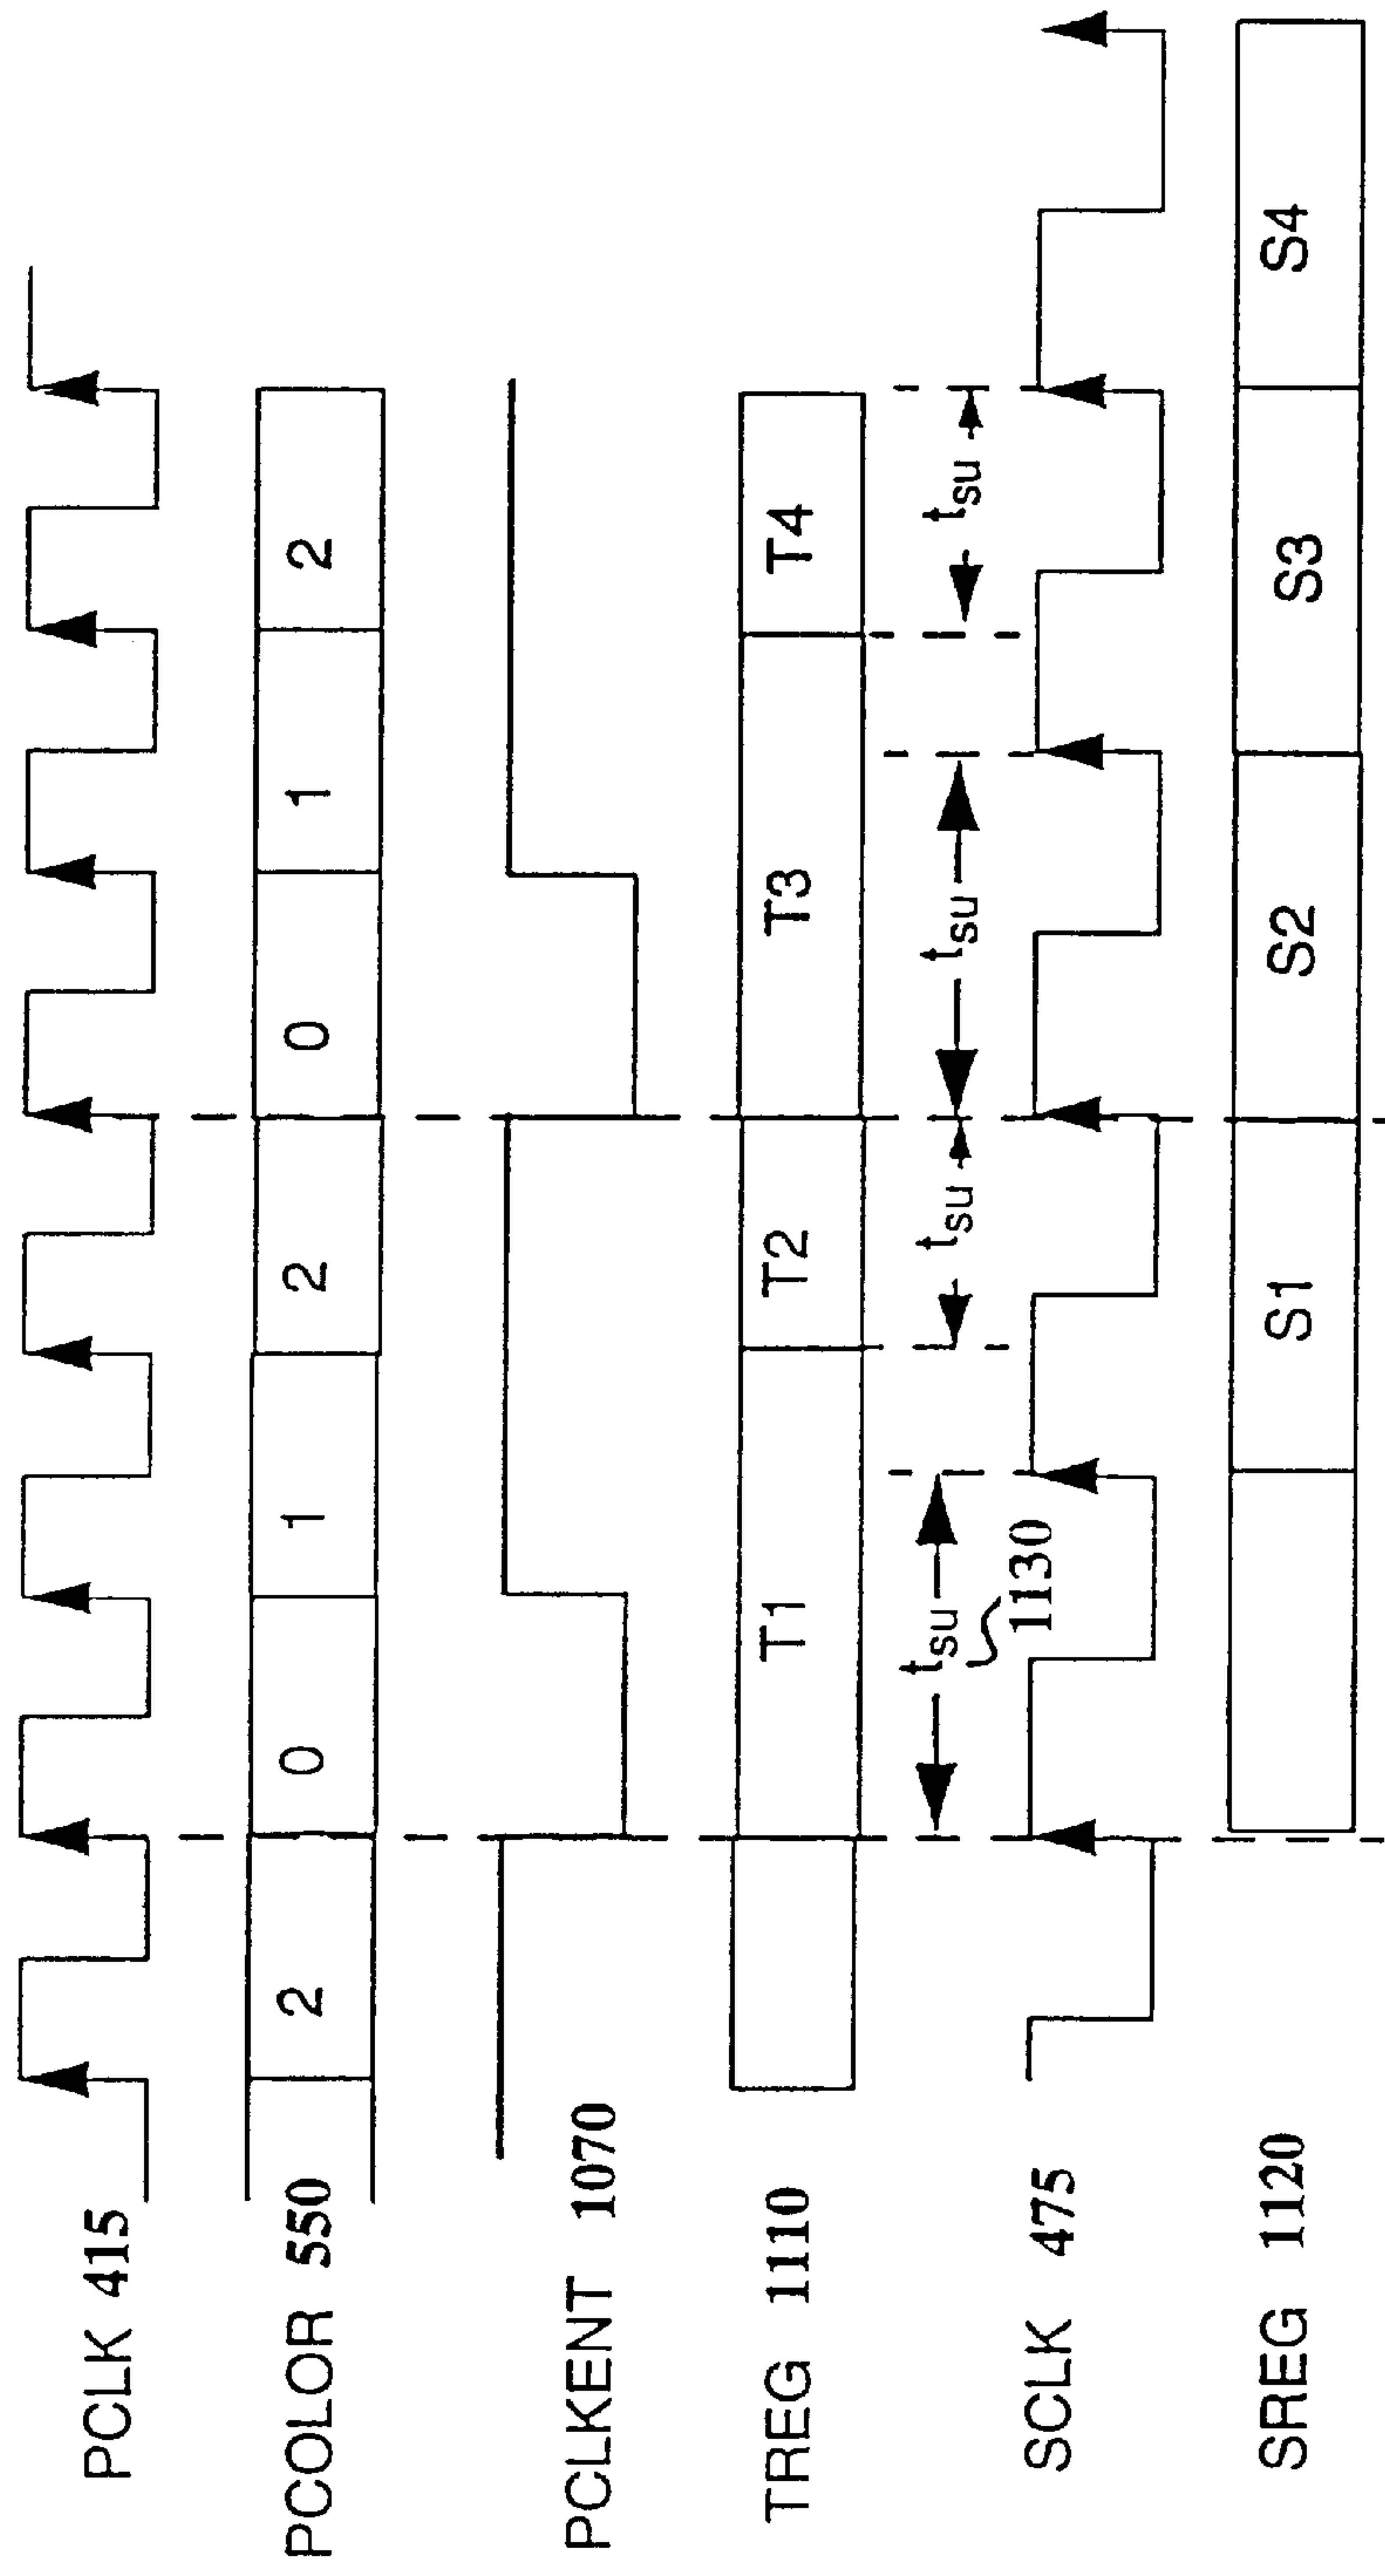 PCLK 415
PCOLOR 550
2 0 1 2 0 1 2
PCLKENT 1070
TREG 1110
T1 T2 T3 T4
tsu tsu tsu tsu
1130
SCLK 475
SREG 1120
S1 S2 S3 S4